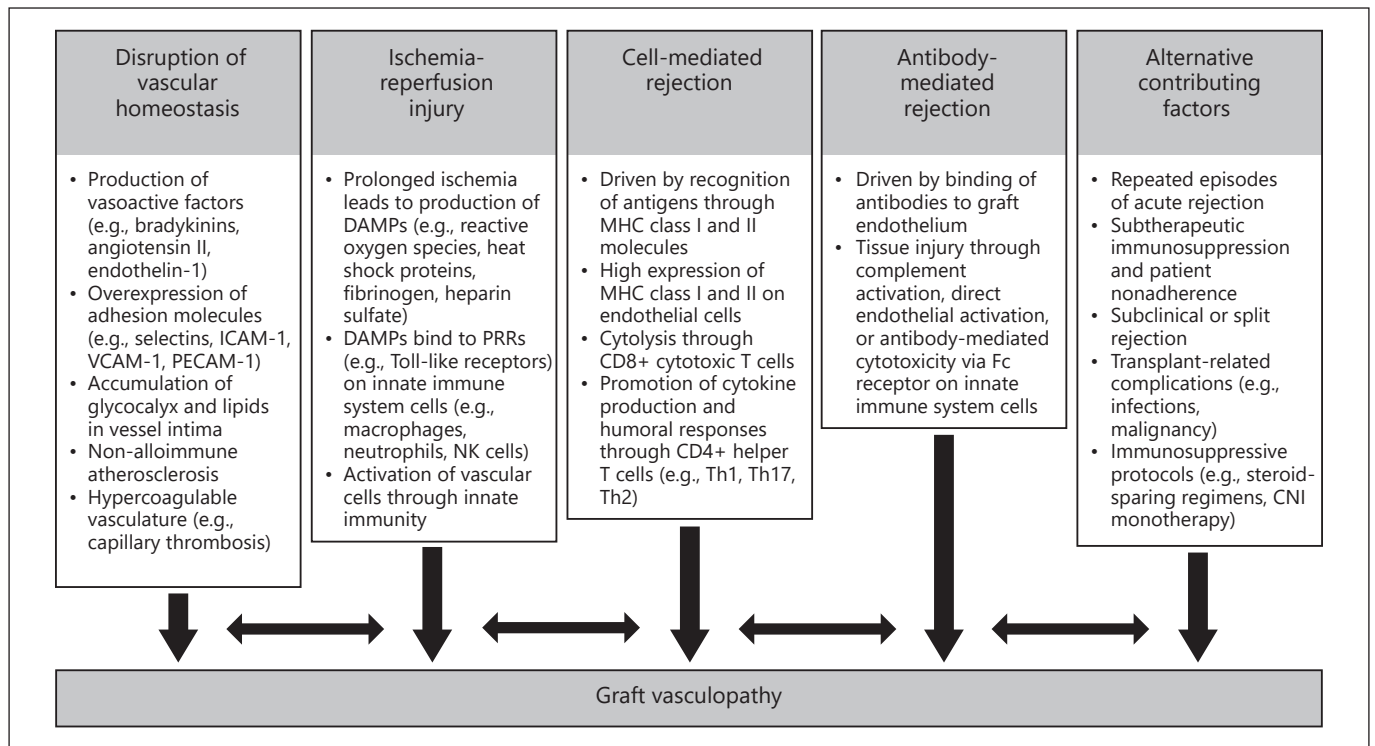 Disruption of
vascular
homeostasis
• Production of
vasoactive factors
(e.g., bradykinins,
angiotensin II,
endothelin-1)
• Overexpression of
adhesion molecules
(e.g., selectins, ICAM-1,
VCAM-1, PECAM-1)
• Accumulation of
glycocalyx and lipids
in vessel intima
• Non-alloimmune
atherosclerosis
• Hypercoagulable
vasculature (e.g.,
capillary thrombosis)
Ischemia-
reperfusion
injury
• Prolonged ischemia
leads to production of
DAMPs (e.g., reactive
oxygen species, heat
shock proteins,
fibrinogen, heparin
sulfate)
• DAMPs bind to PRRs
(e.g., Toll-like receptors)
on innate immune
system cells (e.g.,
macrophages,
neutrophils, NK cells)
• Activation of vascular
cells through innate
immunity
Cell-mediated
rejection
• Driven by recognition
of antigens through
MHC class I and II
molecules
• High expression of
MHC class I and II on
endothelial cells
• Cytolysis through
CD8+ cytotoxic T cells
• Promotion of cytokine
production and
humoral responses
through CD4+ helper
T cells (e.g., Th1, Th17,
Th2)
Antibody-
mediated
rejection
• Driven by binding of
antibodies to graft
endothelium
• Tissue injury through
complement
activation, direct
endothelial activation,
or antibody-mediated
cytotoxicity via Fc
receptor on innate
immune system cells
Alternative
contributing
factors
• Repeated episodes
of acute rejection
• Subtherapeutic
immunosuppression
and patient
nonadherence
• Subclinical or split
rejection
• Transplant-related
complications (e.g.,
infections,
malignancy)
• Immunosuppressive
protocols (e.g., steroid-
sparing regimens, CNI
monotherapy)
Graft vasculopathy